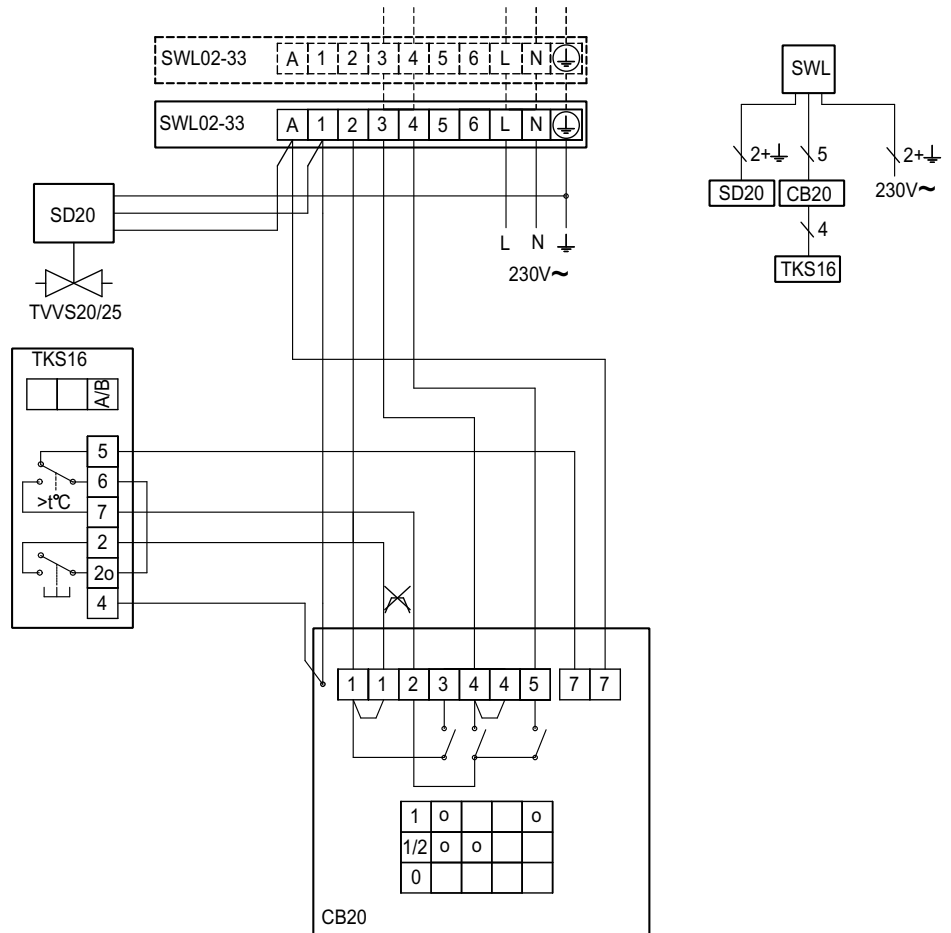 SWL02-33 A 1 2 3 4 5 6 L N
SWL02-33 A 1 2 3 4 5 6 L N
SWL
2+ 5 2+
SD20 CB20 230V~
4
TKS16
SD20
L N
230V~
TVVS20/25
TKS16
A/B
5
6
>t°C
7
2
2o
4
1 1 2 3 4 4 5 7 7
1 o o
1/2 o o
0
CB20